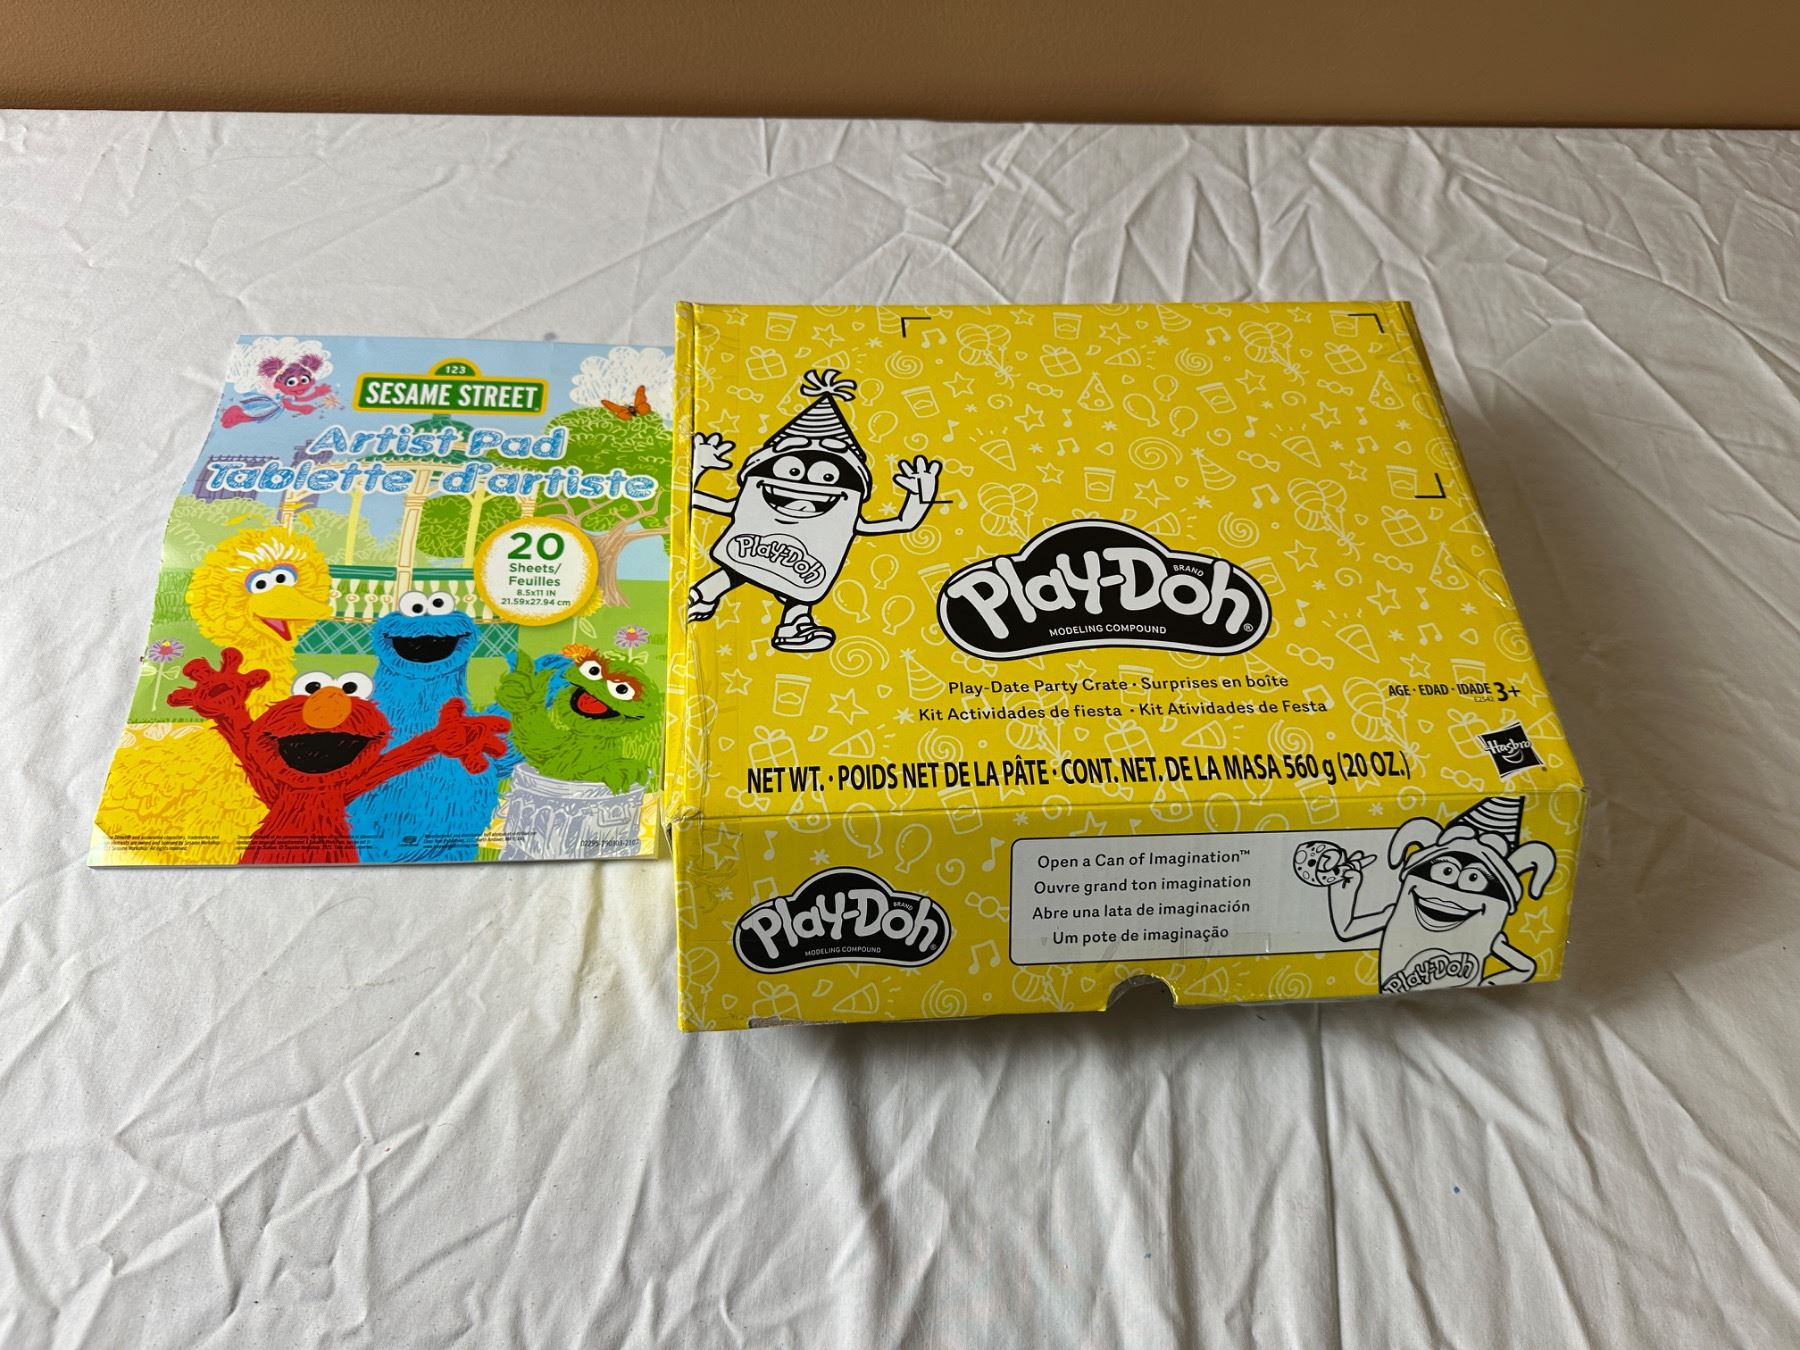 123
SESAME STREET
Artist Pad
Tablette d'artiste
20
Sheets/
Feuilles
8.5x11 IN
21.59x27.94 cm
02295-790303-2107
Play-Doh
Play-Doh
BRAND
®
MODELING COMPOUND
Play-Date Party Crate • Surprises en boîte
Kit Actividades de fiesta • Kit Atividades de Festa
AGE • EDAD • IDADE 3+
E2542
NET WT. • POIDS NET DE LA PÂTE • CONT. NET. DE LA MASA 560 g (20 OZ.)
Hasbro
Play-Doh
BRAND
®
MODELING COMPOUND
Open a Can of Imagination™
Ouvre grand ton imagination
Abre una lata de imaginación
Um pote de imaginação
Play-Doh